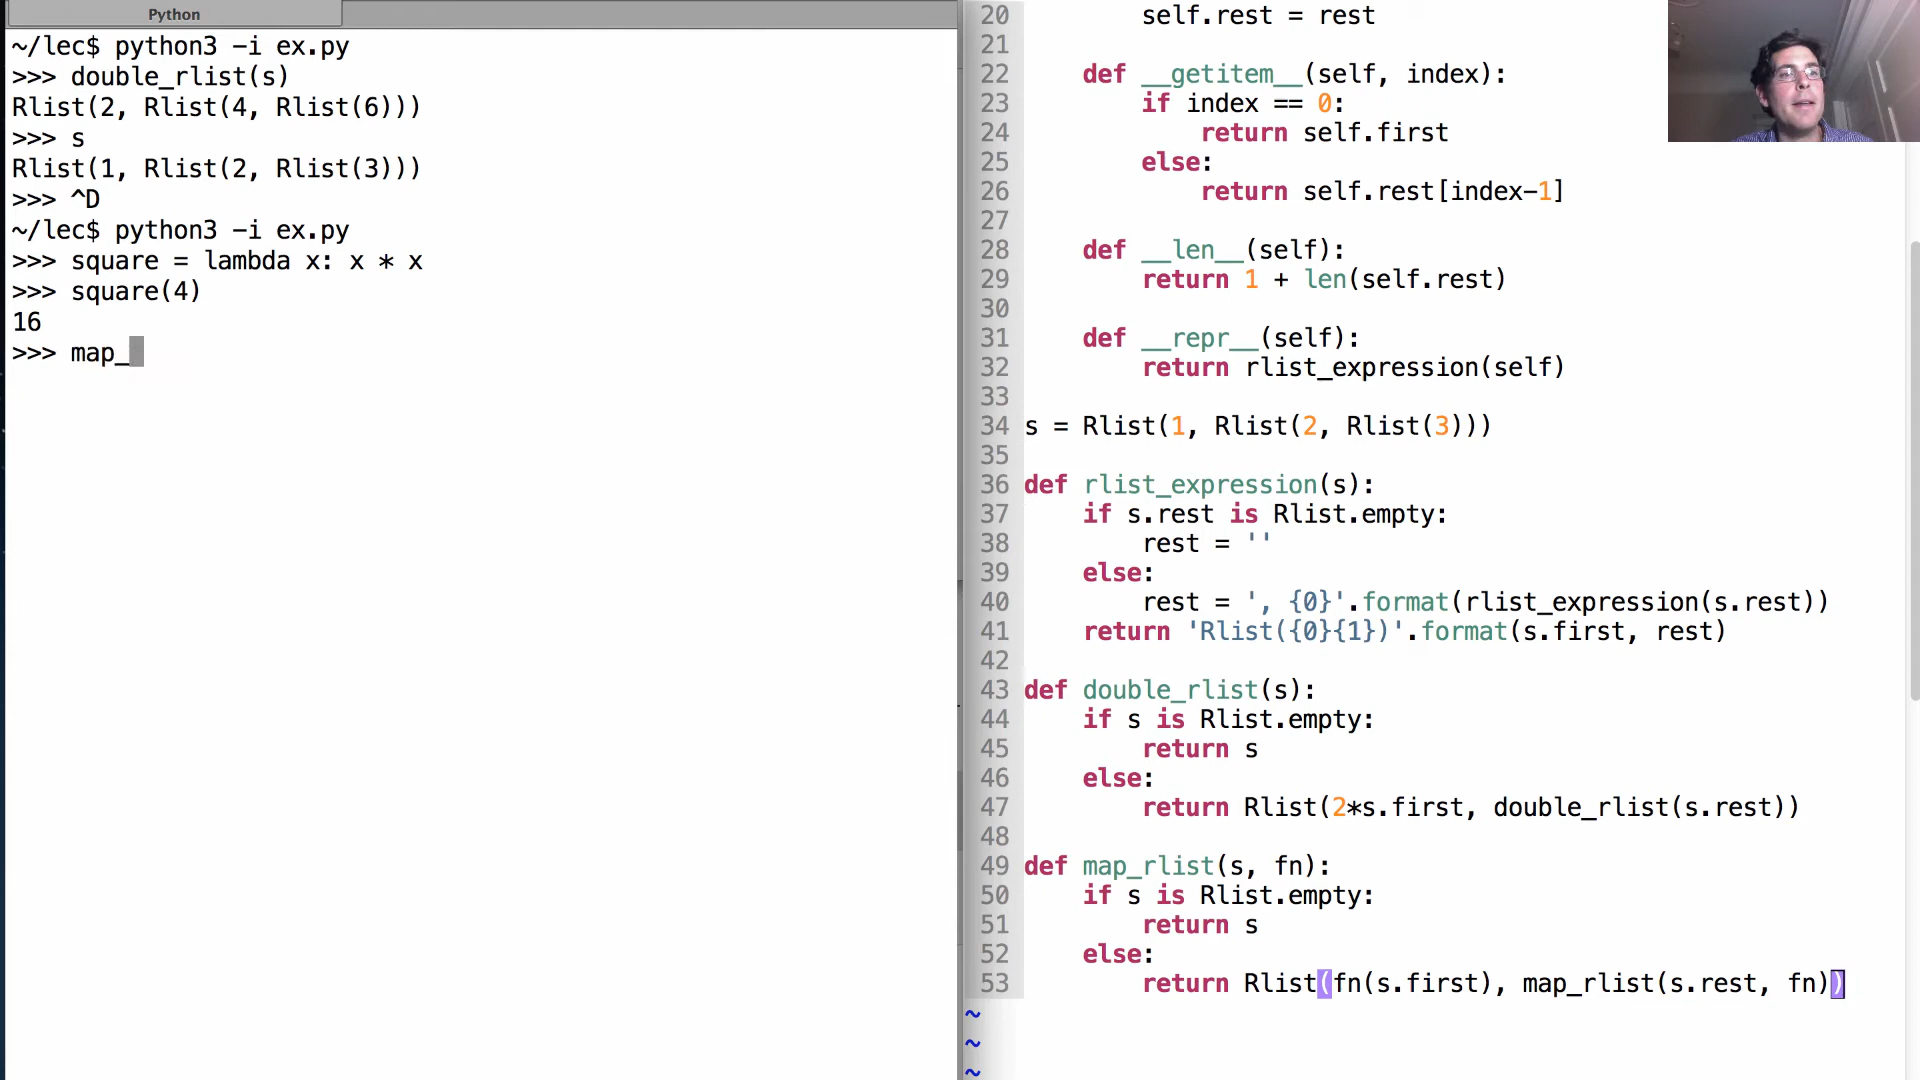 Python
~/lec$ python3 -i ex.py
>>> double_rlist(s)
Rlist(2, Rlist(4, Rlist(6)))
>>> s
Rlist(1, Rlist(2, Rlist(3)))
>>> ^D
~/lec$ python3 -i ex.py
>>> square = lambda x: x * x
>>> square(4)
16
>>> map_
20         self.rest = rest
21
22     def __getitem__(self, index):
23         if index == 0:
24             return self.first
25         else:
26             return self.rest[index-1]
27
28     def __len__(self):
29         return 1 + len(self.rest)
30
31     def __repr__(self):
32         return rlist_expression(self)
33
34 s = Rlist(1, Rlist(2, Rlist(3)))
35
36 def rlist_expression(s):
37     if s.rest is Rlist.empty:
38         rest = ''
39     else:
40         rest = ', {0}'.format(rlist_expression(s.rest))
41     return 'Rlist({0}{1})'.format(s.first, rest)
42
43 def double_rlist(s):
44     if s is Rlist.empty:
45         return s
46     else:
47         return Rlist(2*s.first, double_rlist(s.rest))
48
49 def map_rlist(s, fn):
50     if s is Rlist.empty:
51         return s
52     else:
53         return Rlist(fn(s.first), map_rlist(s.rest, fn))
~
~
~